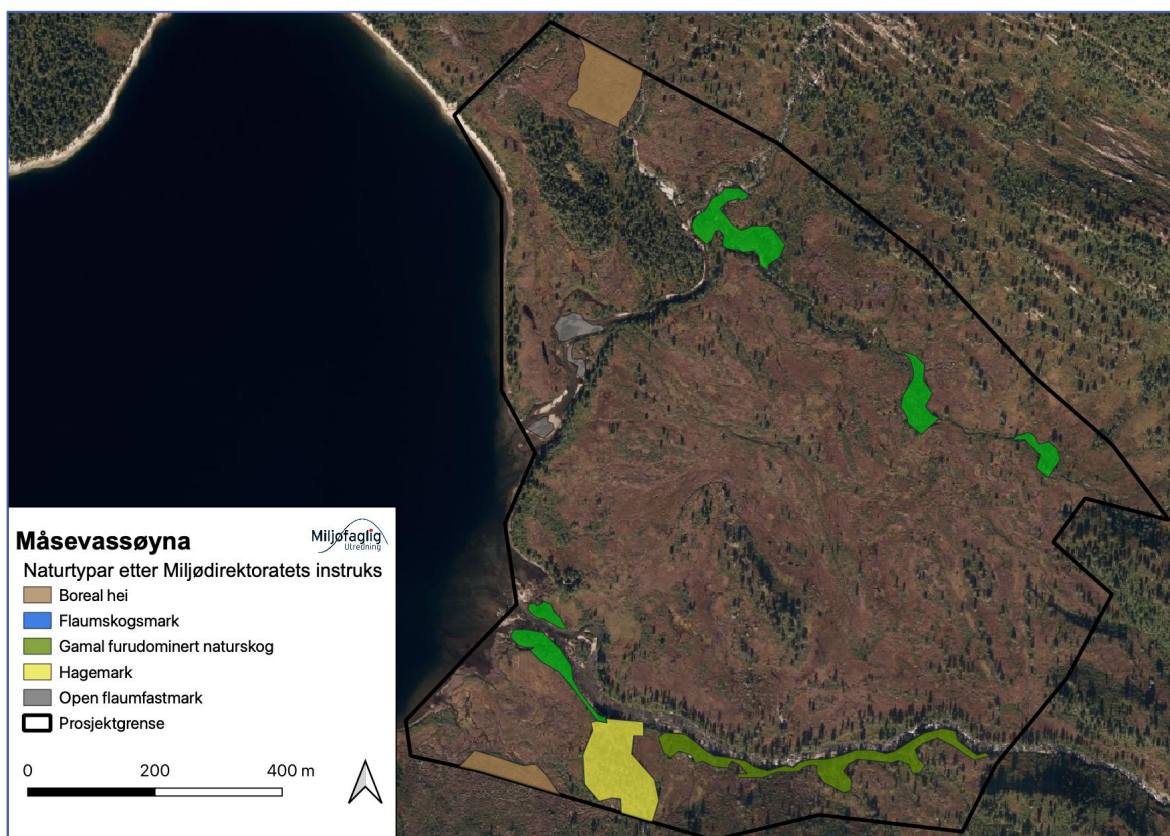 Måsevassøyna
Miljøfaglig
Utredning
Naturtypar etter Miljødirektoratets instruks
Boreal hei
Flaumskogsmark
Gamal furudominert naturskog
Hagemark
Open flaumfastmark
Prosjektgrense
0 200 400 m